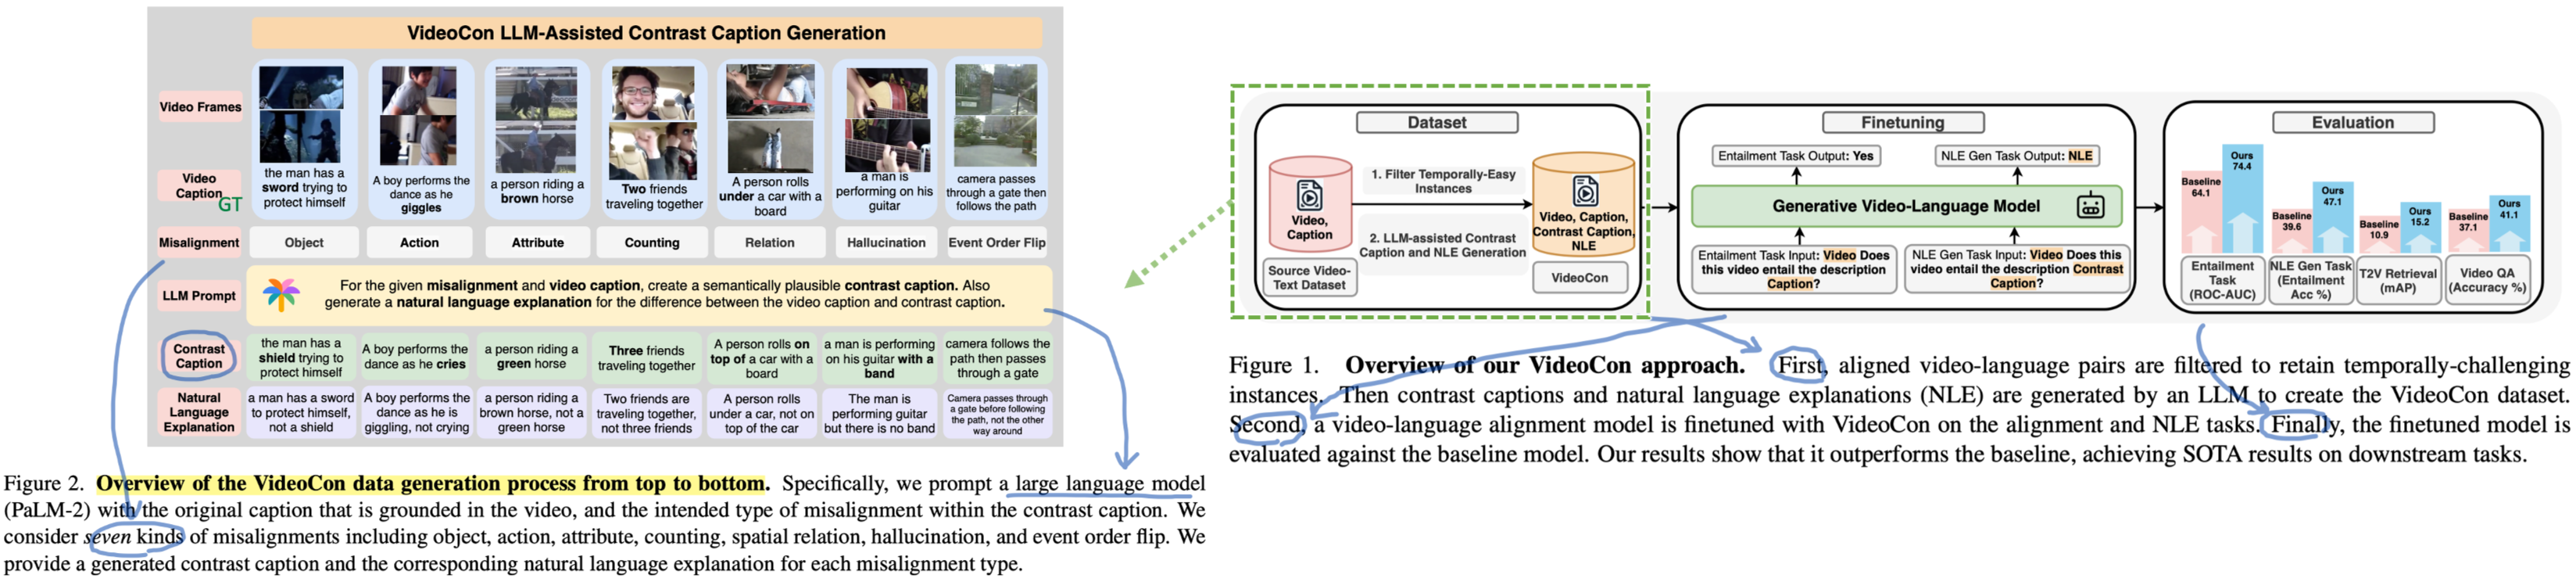 VideoCon LLM-Assisted Contrast Caption Generation
Video Frames
Video
Caption
GT
the man has a
sword trying to
protect himself
A boy performs the
dance as he
giggles
a person riding a
brown horse
Two friends
traveling together
A person rolls
under a car with a
board
a man is
performing on his
guitar
camera passes
through a gate then
follows the path
Misalignment
Object
Action
Attribute
Counting
Relation
Hallucination
Event Order Flip
LLM Prompt
For the given misalignment and video caption, create a semantically plausible contrast caption. Also
generate a natural language explanation for the difference between the video caption and contrast caption.
Contrast
Caption
the man has a
shield trying to
protect himself
A boy performs the
dance as he cries
a person riding a
green horse
Three friends
traveling together
A person rolls on
top of a car with a
board
a man is performing
on his guitar with a
band
camera follows the
path then passes
through a gate
Natural
Language
Explanation
a man has a sword
to protect himself,
not a shield
A boy performs the
dance as he is
giggling, not crying
a person riding a
brown horse, not a
green horse
Two friends are
traveling together,
not three friends
A person rolls
under a car, not on
top of the car
The man is
performing guitar
but there is no band
Camera passes through
a gate before following
the path, not the other
way around
Figure 2. Overview of the VideoCon data generation process from top to bottom. Specifically, we prompt a large language model
(PaLM-2) with the original caption that is grounded in the video, and the intended type of misalignment within the contrast caption. We
consider seven kinds of misalignments including object, action, attribute, counting, spatial relation, hallucination, and event order flip. We
provide a generated contrast caption and the corresponding natural language explanation for each misalignment type.
Dataset
Video,
Caption
Source Video-
Text Dataset
1. Filter Temporally-Easy
Instances
2. LLM-assisted Contrast
Caption and NLE Generation
Video, Caption,
Contrast Caption,
NLE
VideoCon
Finetuning
Entailment Task Output: Yes
NLE Gen Task Output: NLE
Generative Video-Language Model
Entailment Task Input: Video Does
this video entail the description
Caption?
NLE Gen Task Input: Video Does this
video entail the description Contrast
Caption?
Evaluation
Baseline
64.1
Ours
74.4
Baseline
39.6
Ours
47.1
Baseline
10.9
Ours
15.2
Baseline
37.1
Ours
41.1
Entailment
Task
(ROC-AUC)
NLE Gen Task
(Entailment
Acc %)
T2V Retrieval
(mAP)
Video QA
(Accuracy %)
Figure 1. Overview of our VideoCon approach. First, aligned video-language pairs are filtered to retain temporally-challenging
instances. Then contrast captions and natural language explanations (NLE) are generated by an LLM to create the VideoCon dataset.
Second, a video-language alignment model is finetuned with VideoCon on the alignment and NLE tasks. Finally, the finetuned model is
evaluated against the baseline model. Our results show that it outperforms the baseline, achieving SOTA results on downstream tasks.